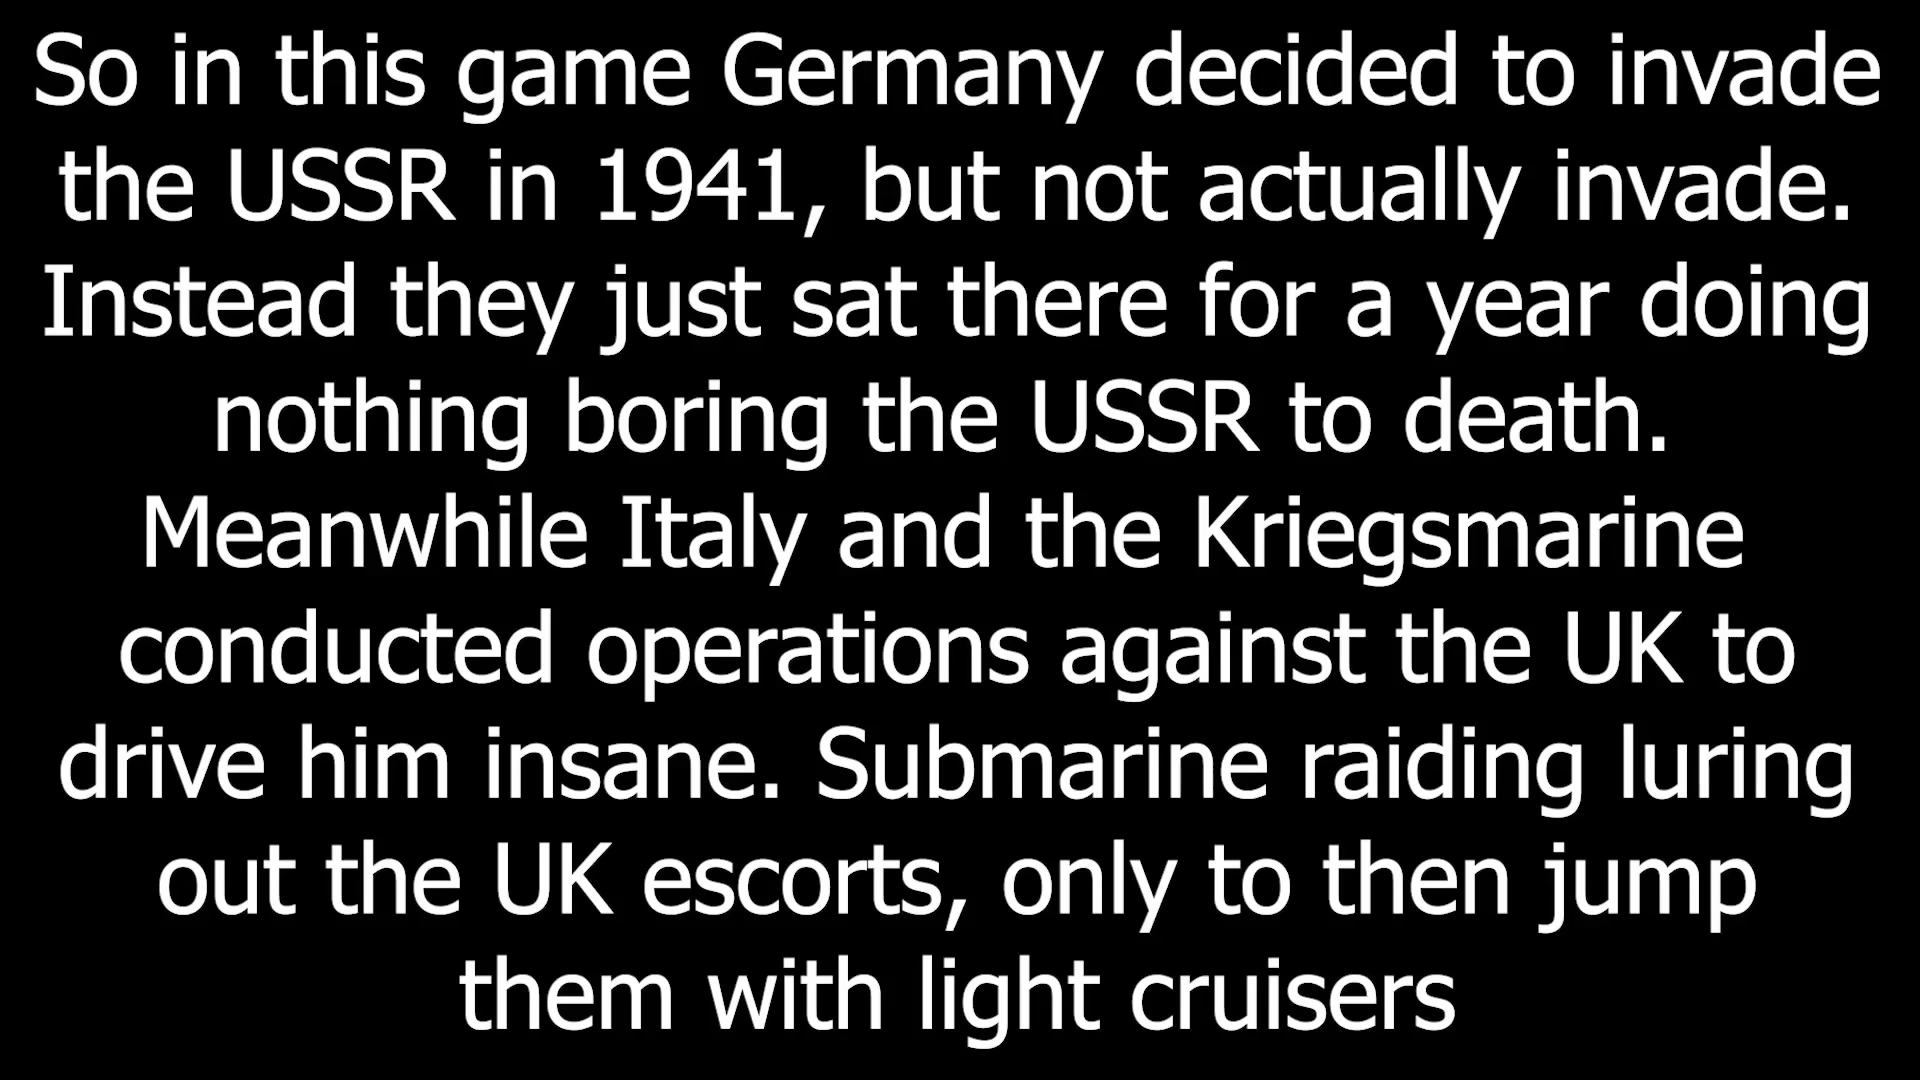 So in this game Germany decided to invade
the USSR in 1941, but not actually invade.
Instead they just sat there for a year doing
nothing boring the USSR to death.
Meanwhile Italy and the Kriegsmarine
conducted operations against the UK to
drive him insane. Submarine raiding luring
out the UK escorts, only to then jump
them with light cruisers